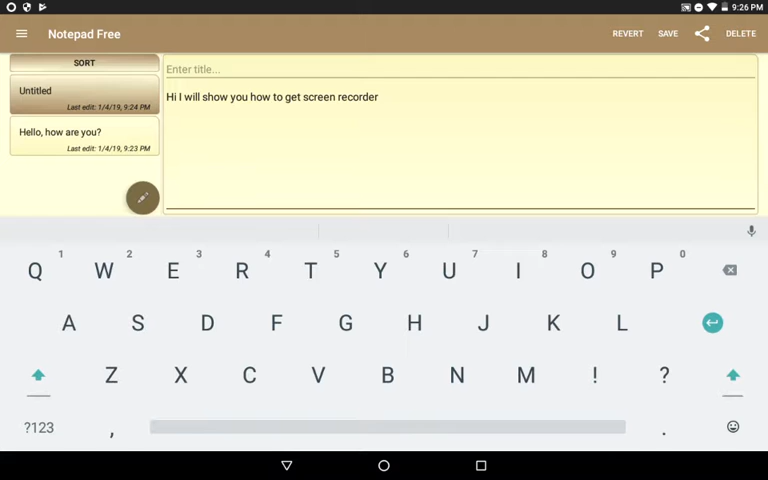 9:26 PM
Notepad Free
REVERT
SAVE
DELETE
SORT
Untitled
Last edit: 1/4/19, 9:24 PM
Hello, how are you?
Last edit: 1/4/19, 9:23 PM
Enter title...
Hi I will show you how to get screen recorder
1 2 3 4 5 6 7 8 9 0
Q W E R T Y U I O P
A S D F G H J K L
Z X C V B N M ! ?
?123 , .